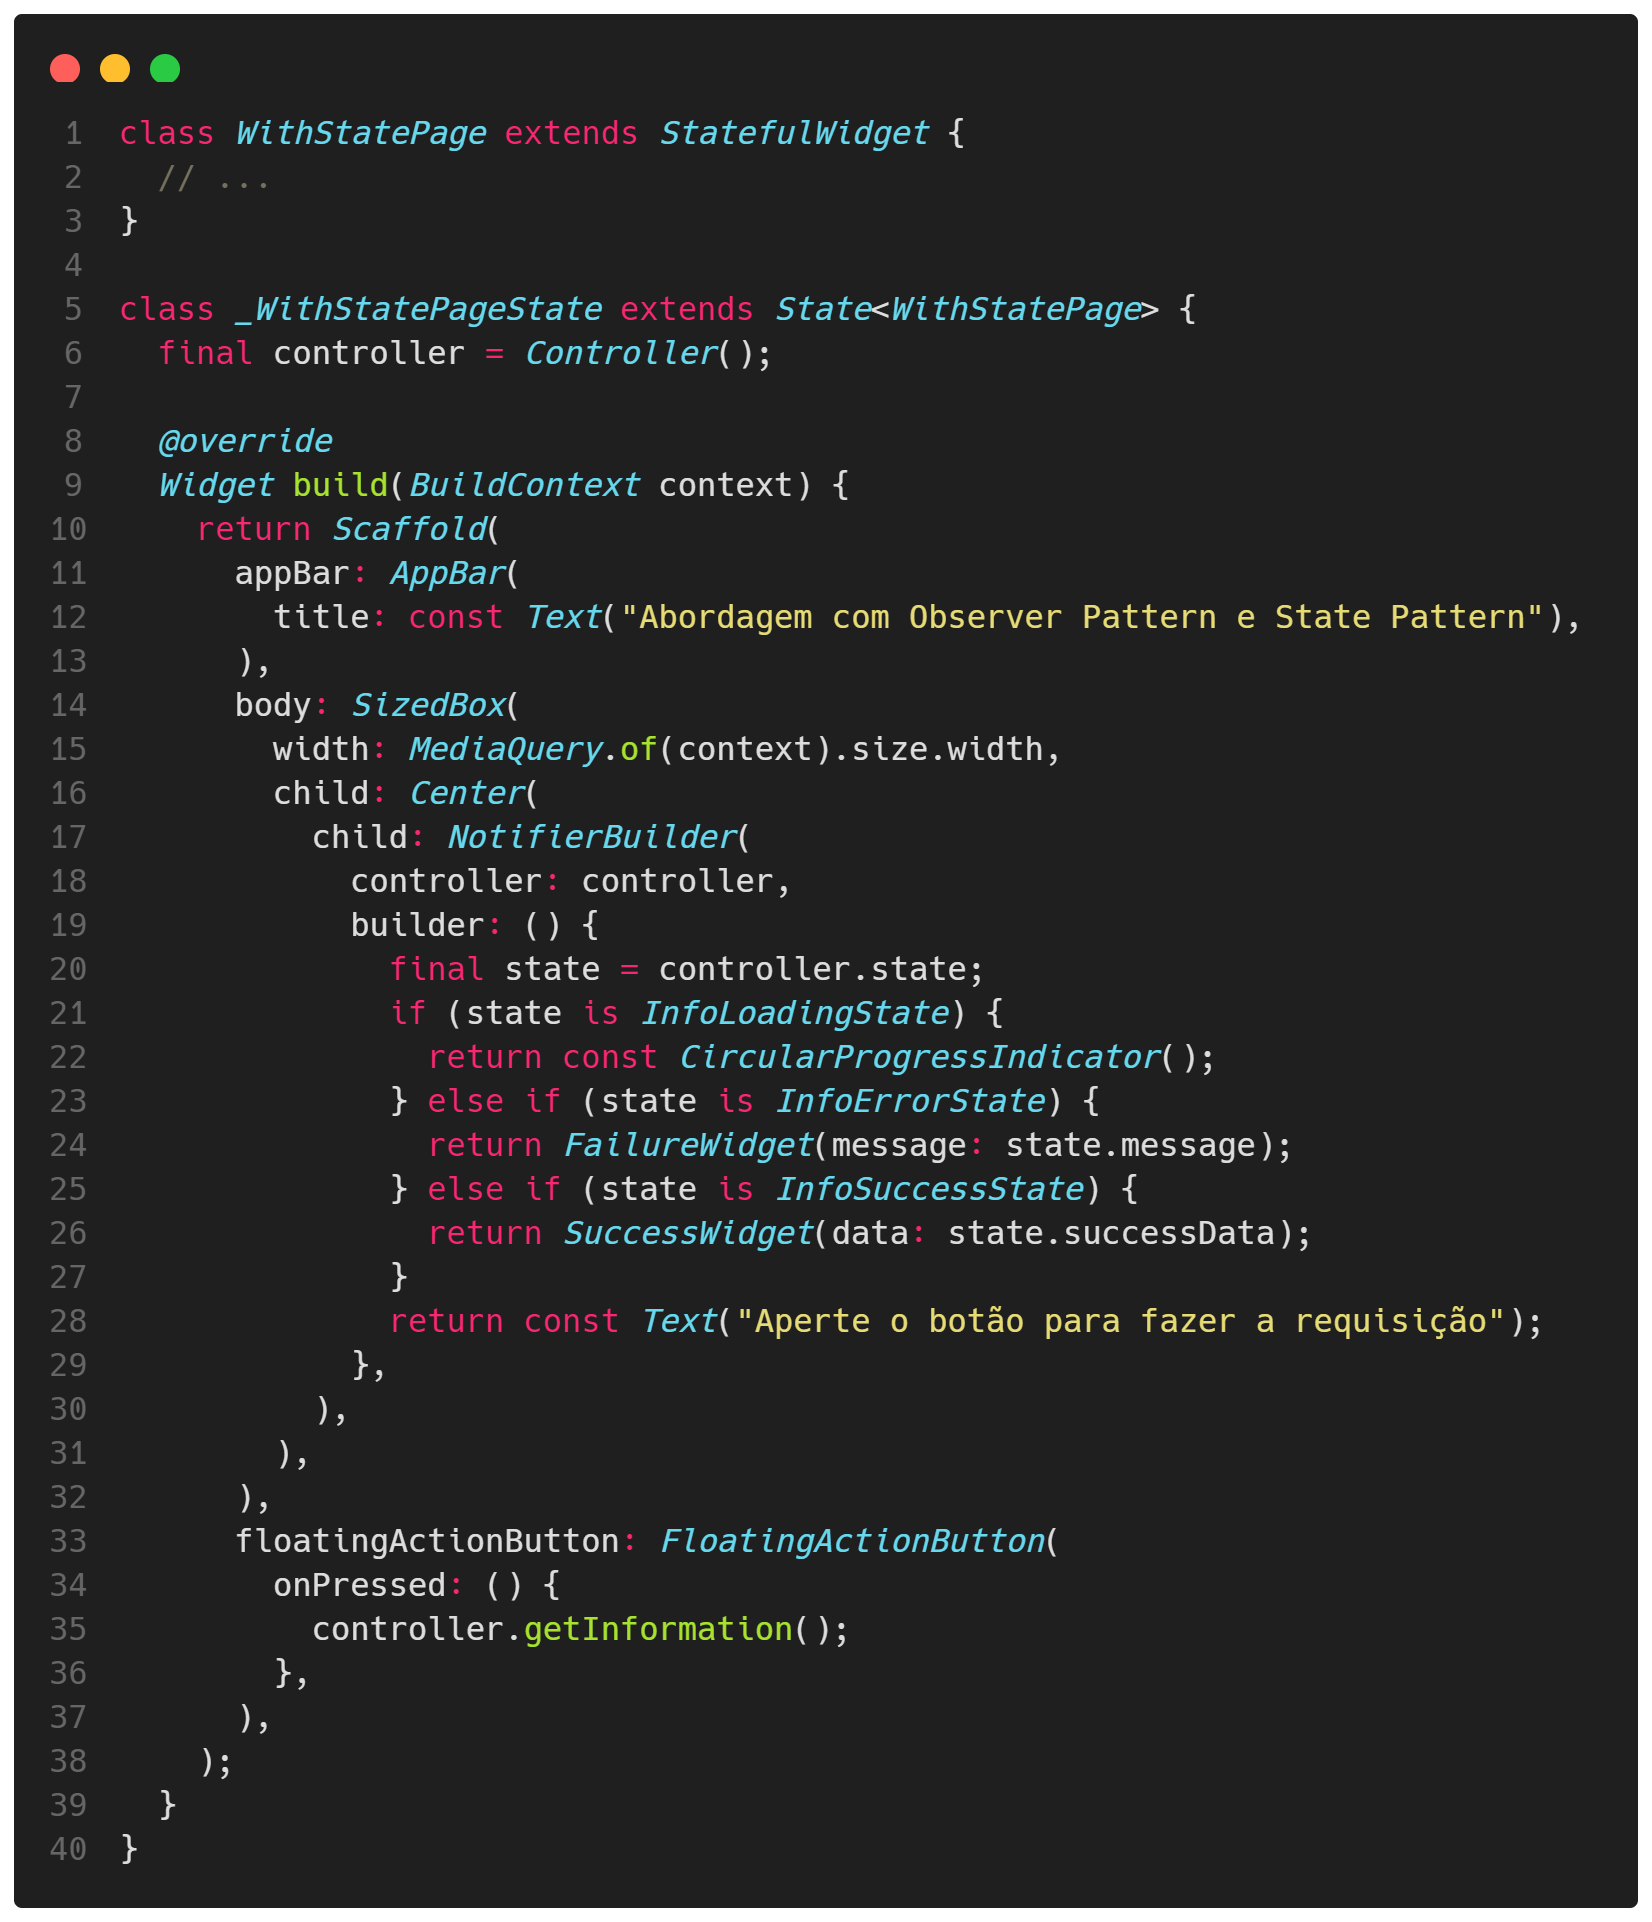 1 class WithStatePage extends StatefulWidget {
2   // ...
3 }
4
5 class _WithStatePageState extends State<WithStatePage> {
6   final controller = Controller();
7
8   @override
9   Widget build(BuildContext context) {
10     return Scaffold(
11       appBar: AppBar(
12         title: const Text("Abordagem com Observer Pattern e State Pattern"),
13       ),
14       body: SizedBox(
15         width: MediaQuery.of(context).size.width,
16         child: Center(
17           child: NotifierBuilder(
18             controller: controller,
19             builder: () {
20               final state = controller.state;
21               if (state is InfoLoadingState) {
22                 return const CircularProgressIndicator();
23               } else if (state is InfoErrorState) {
24                 return FailureWidget(message: state.message);
25               } else if (state is InfoSuccessState) {
26                 return SuccessWidget(data: state.successData);
27               }
28               return const Text("Aperte o botão para fazer a requisição");
29             },
30           ),
31         ),
32       ),
33       floatingActionButton: FloatingActionButton(
34         onPressed: () {
35           controller.getInformation();
36         },
37       ),
38     );
39   }
40 }